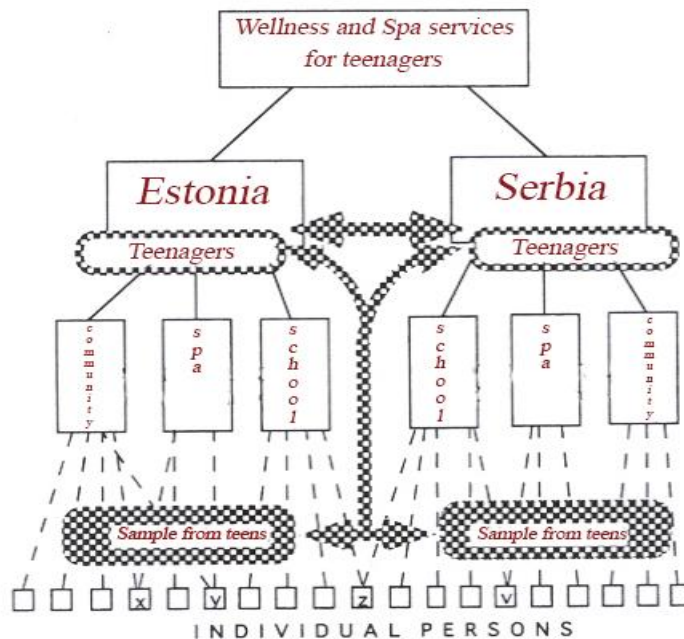 Wellness and Spa services
for teenagers
Estonia
Serbia
Teenagers
Teenagers
community
spa
school
school
spa
community
Sample from teens
Sample from teens
x
y
z
v
INDIVIDUAL PERSONS